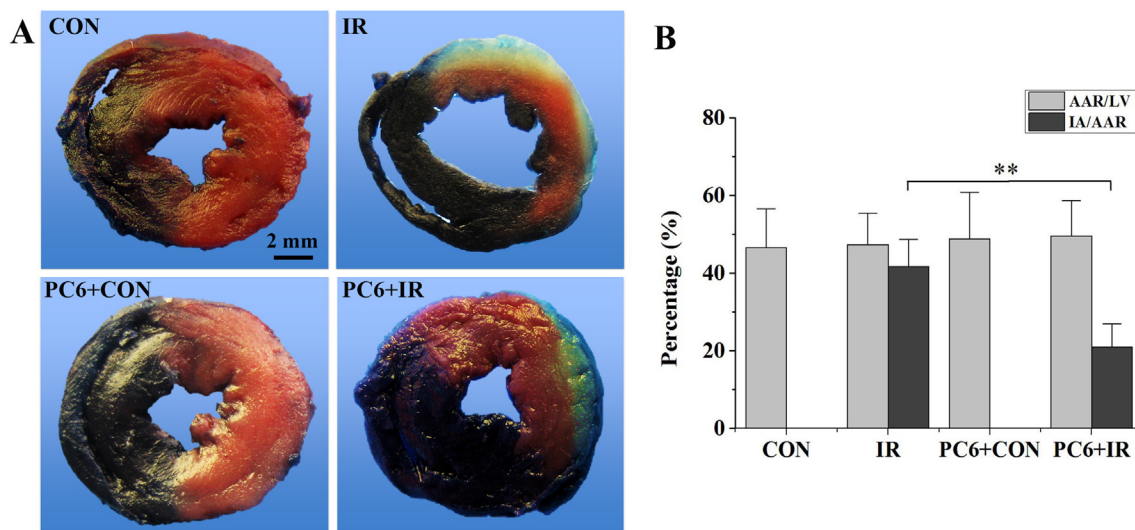 A
CON
IR
2 mm
PC6+CON
PC6+IR
B
AAR/LV
IA/AAR
80
**
60
40
20
0
Percentage (%)
CON IR PC6+CON PC6+IR